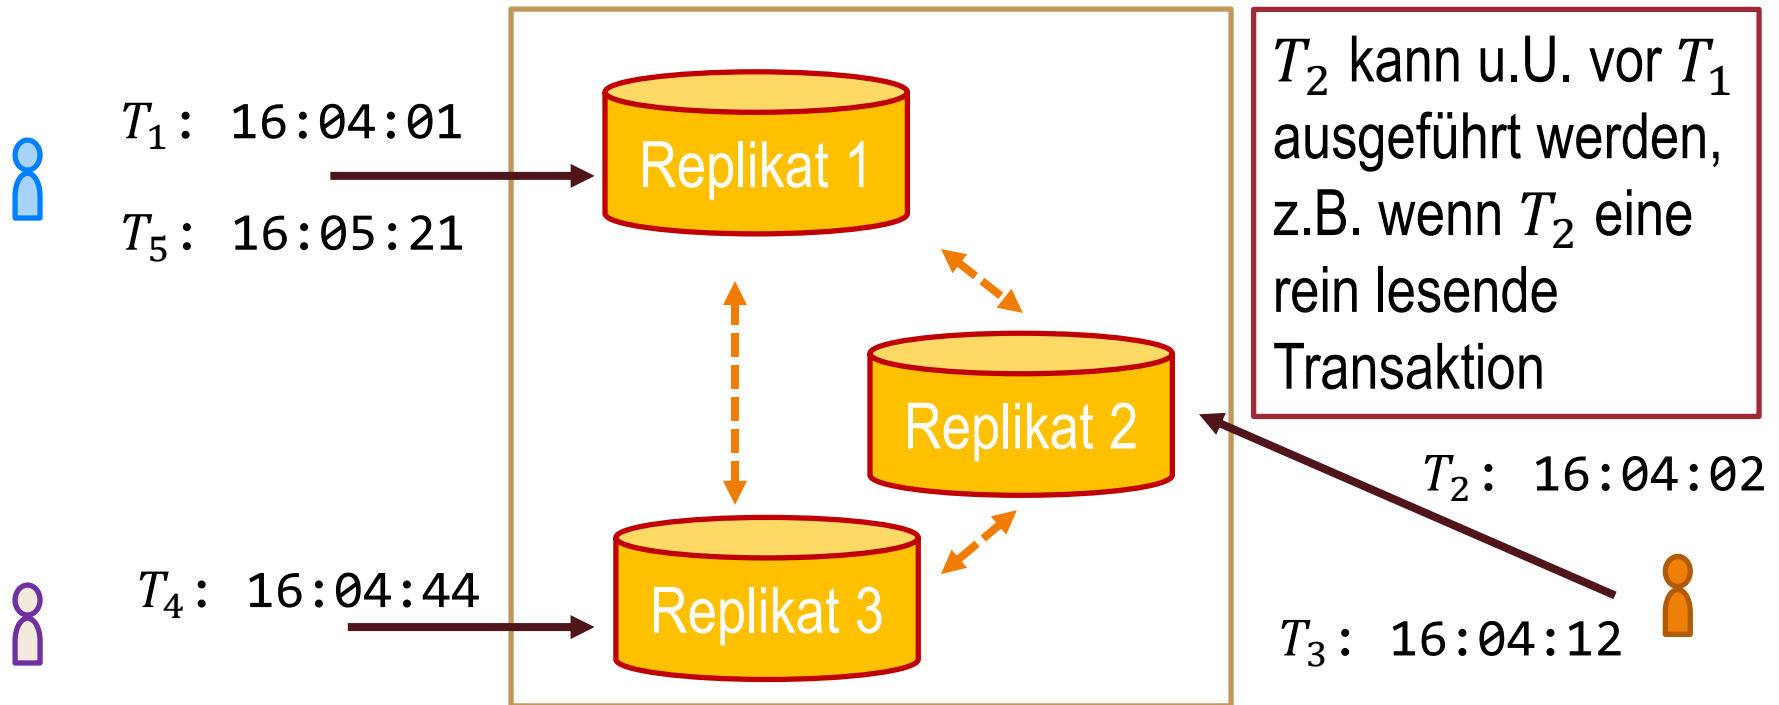 T₁: 16:04:01
T₅: 16:05:21
Replikat 1
T₂ kann u.U. vor T₁
ausgeführt werden,
z.B. wenn T₂ eine
rein lesende
Transaktion
Replikat 2
T₂: 16:04:02
T₄: 16:04:44
Replikat 3
T₃: 16:04:12